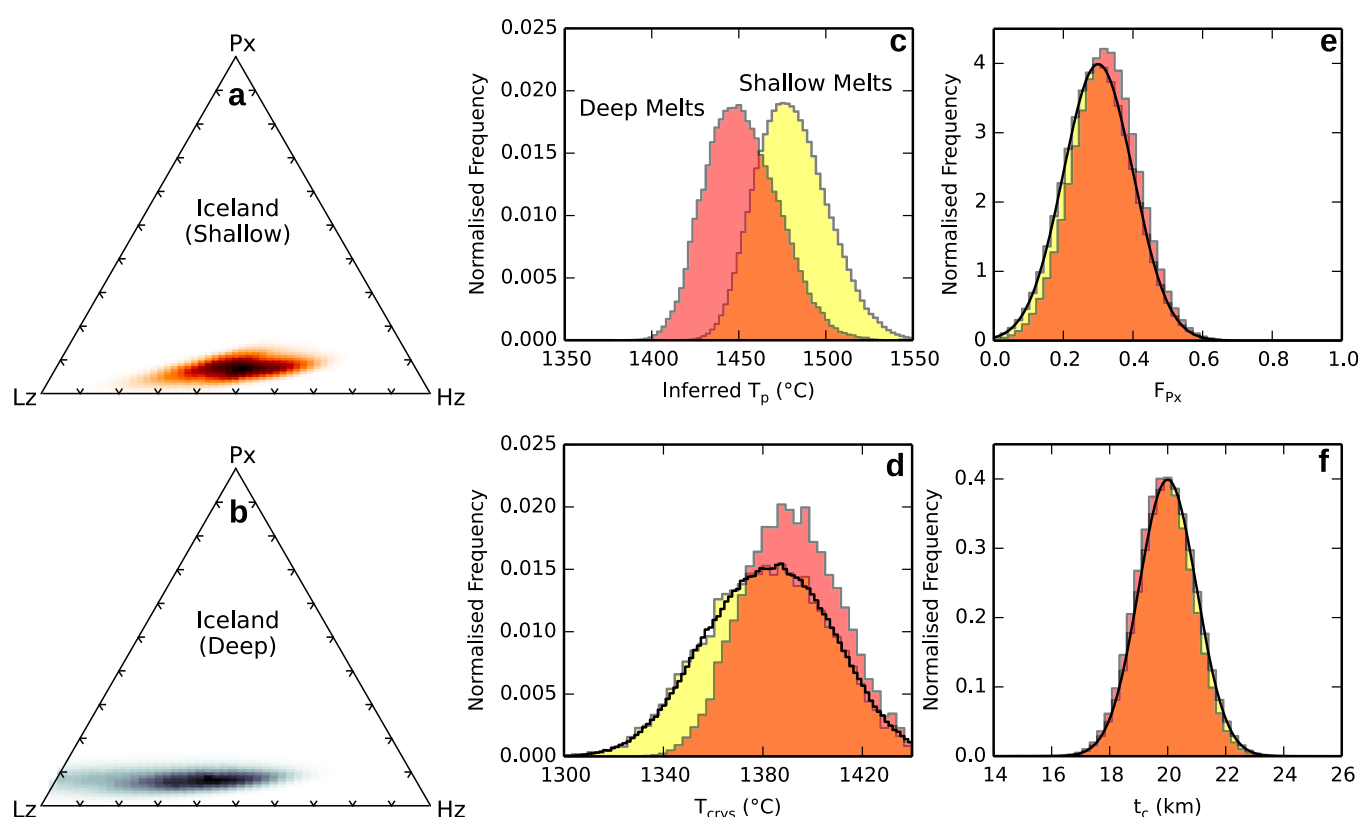 Px
a
Iceland
(Shallow)
Lz
Hz
Px
b
Iceland
(Deep)
Lz
Hz
c
Deep Melts
Shallow Melts
Normalised Frequency
0.025
0.020
0.015
0.010
0.005
0.000
1350 1400 1450 1500 1550
Inferred Tp (°C)
d
Normalised Frequency
0.025
0.020
0.015
0.010
0.005
0.000
1300 1340 1380 1420
Tcrys (°C)
e
Normalised Frequency
4
3
2
1
0
0.0 0.2 0.4 0.6 0.8 1.0
FPx
f
Normalised Frequency
0.4
0.3
0.2
0.1
0.0
14 16 18 20 22 24 26
tc (km)